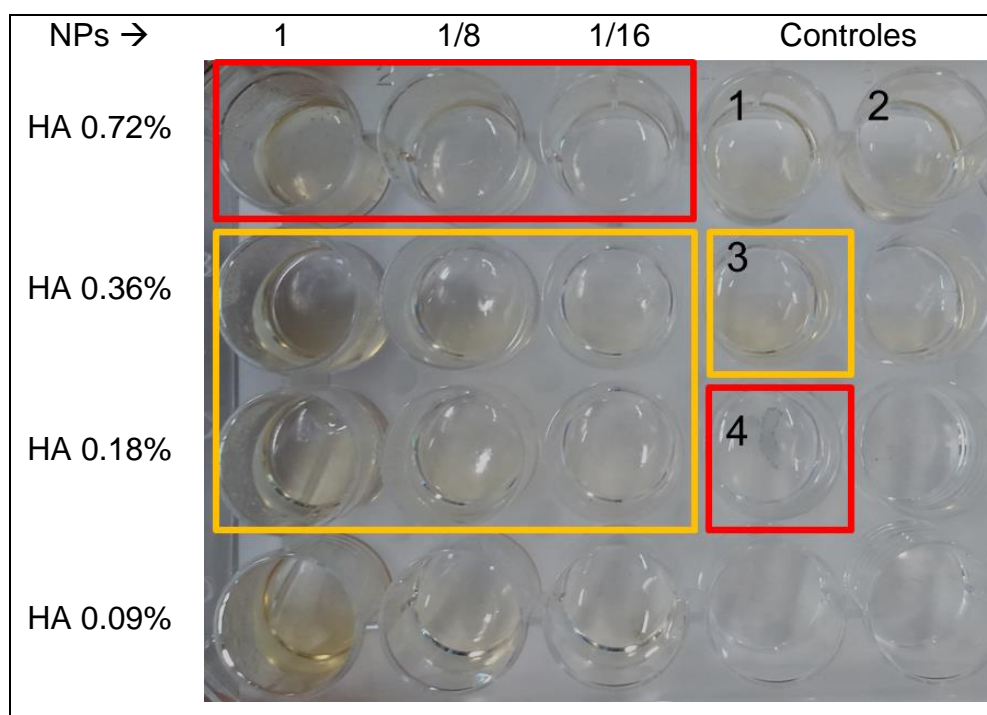 NPs → 1 1/8 1/16 Controles
HA 0.72% 1 2
HA 0.36% 3
HA 0.18% 4
HA 0.09%